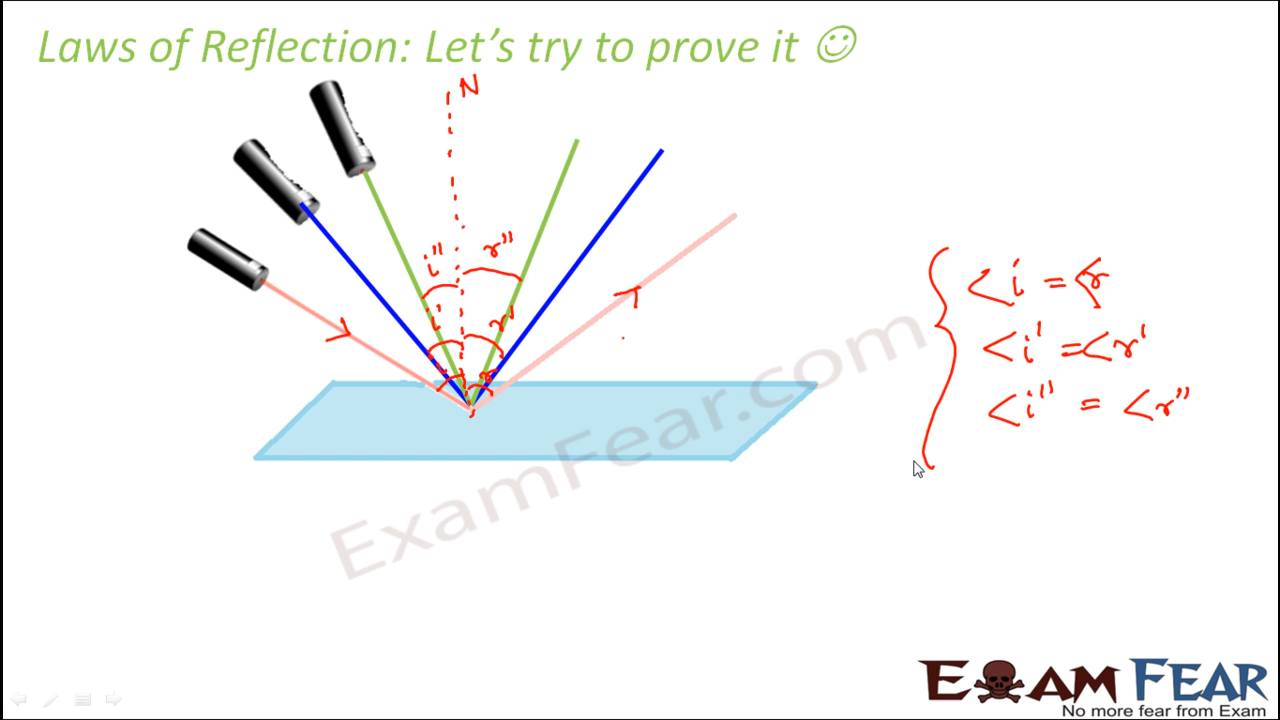 Laws of Reflection: Let's try to prove it ☺
N
i" r"
i' r'
r
<i = <r
<i' = <r'
<i" = <r"
ExamFear.com
EXAM FEAR
No more fear from Exam